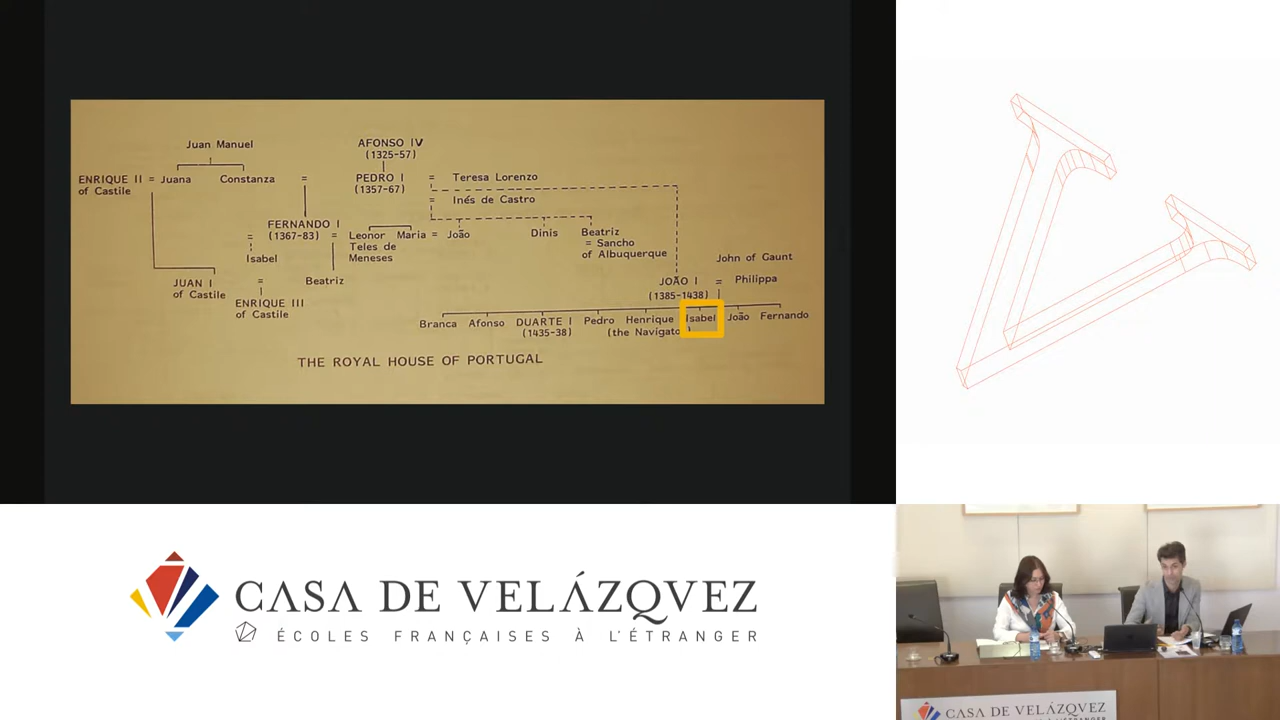 Juan Manuel
AFONSO IV
(1325-57)
ENRIQUE II = Juana
of Castile
Constanza
=
PEDRO I
(1357-67)
= Teresa Lorenzo
= Inés de Castro
FERNANDO I
(1367-83)
= Leonor
Teles de
Meneses
Maria = João
Dinis
Beatriz
= Sancho
of Albuquerque
=
Isabel
Beatriz
JUAN I
of Castile
=
ENRIQUE III
of Castile
John of Gaunt
JOÃO I = Philippa
(1385-1438)
Branca
Afonso
DUARTE I
(1435-38)
Pedro
Henrique
(the Navigator)
Isabel
João
Fernando
THE ROYAL HOUSE OF PORTUGAL
CASA DE VELÁZQVEZ
ÉCOLES FRANÇAISES À L'ÉTRANGER
CASA DE VELÁZQVEZ